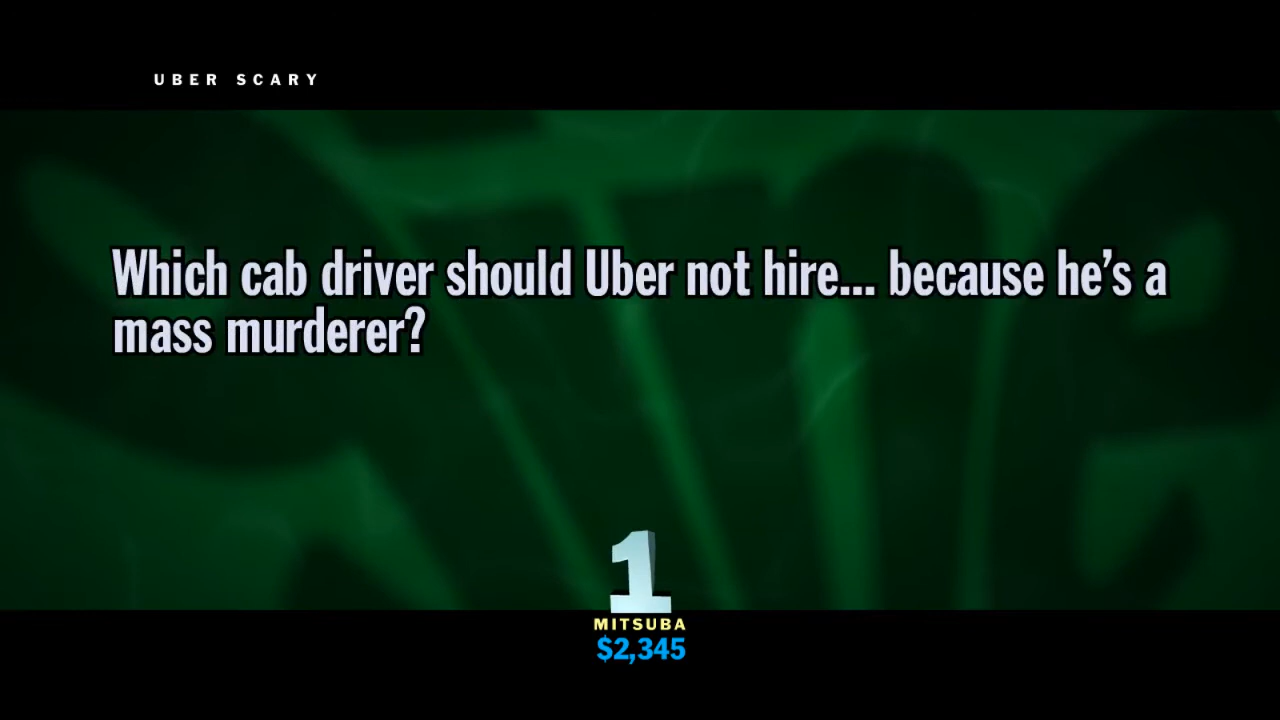 UBER SCARY
Which cab driver should Uber not hire... because he’s a
mass murderer?
1
MITSUBA
$2,345